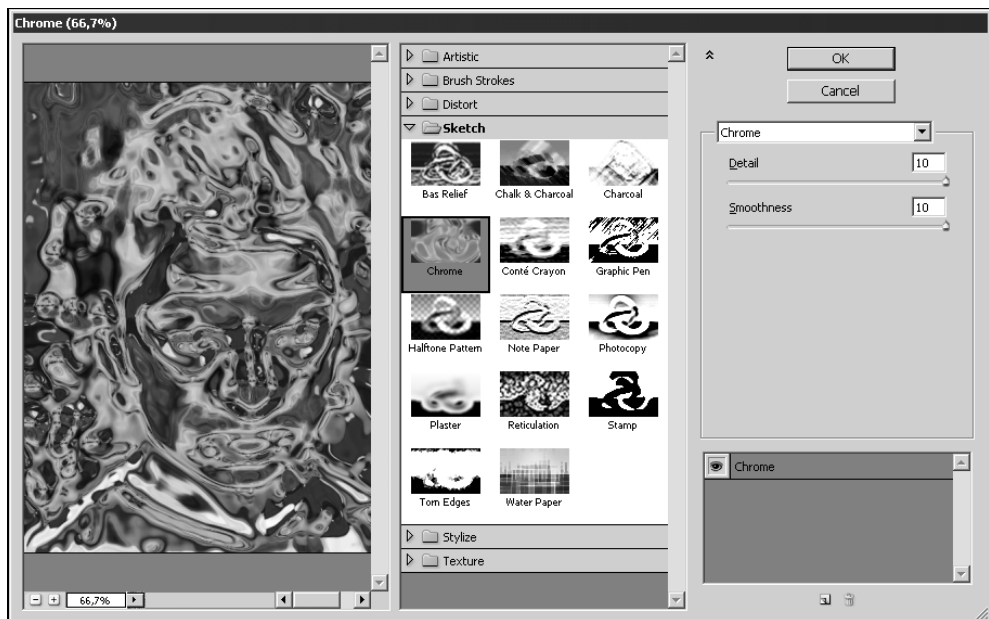 Chrome (66,7%)
Artistic
Brush Strokes
Distort
Sketch
Bas Relief
Chalk & Charcoal
Charcoal
Chrome
Conté Crayon
Graphic Pen
Halftone Pattern
Note Paper
Photocopy
Plaster
Reticulation
Stamp
Torn Edges
Water Paper
Stylize
Texture
66,7%
OK
Cancel
Chrome
Detail 10
Smoothness 10
Chrome